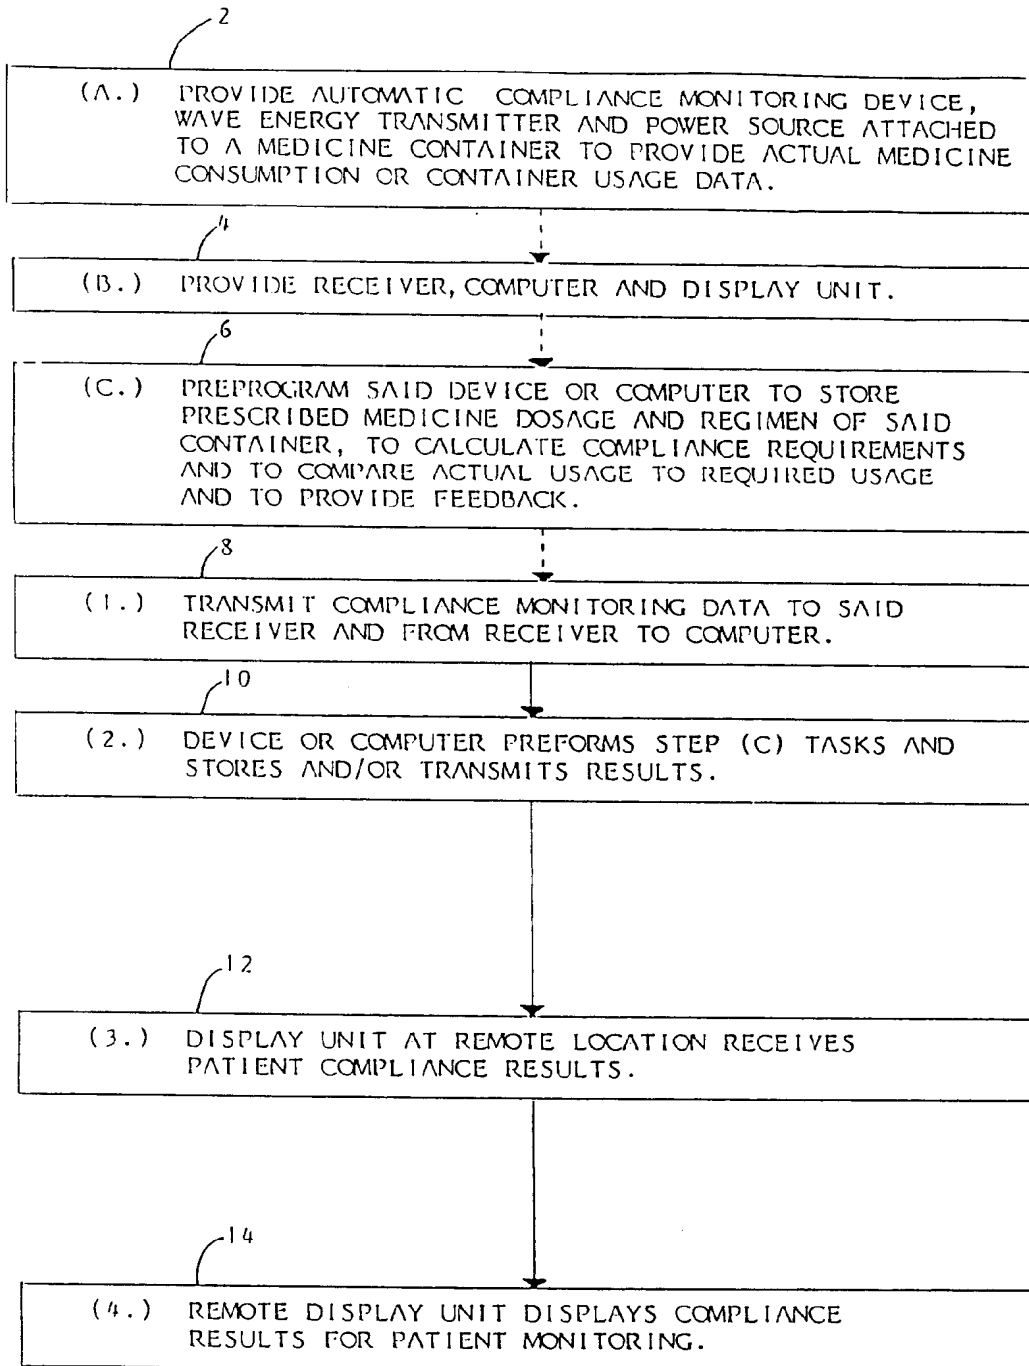 2
(A.) PROVIDE AUTOMATIC COMPLIANCE MONITORING DEVICE,
WAVE ENERGY TRANSMITTER AND POWER SOURCE ATTACHED
TO A MEDICINE CONTAINER TO PROVIDE ACTUAL MEDICINE
CONSUMPTION OR CONTAINER USAGE DATA.
4
(B.) PROVIDE RECEIVER, COMPUTER AND DISPLAY UNIT.
6
(C.) PREPROGRAM SAID DEVICE OR COMPUTER TO STORE
PRESCRIBED MEDICINE DOSAGE AND REGIMEN OF SAID
CONTAINER, TO CALCULATE COMPLIANCE REQUIREMENTS
AND TO COMPARE ACTUAL USAGE TO REQUIRED USAGE
AND TO PROVIDE FEEDBACK.
8
(1.) TRANSMIT COMPLIANCE MONITORING DATA TO SAID
RECEIVER AND FROM RECEIVER TO COMPUTER.
10
(2.) DEVICE OR COMPUTER PREFORMS STEP (C) TASKS AND
STORES AND/OR TRANSMITS RESULTS.
12
(3.) DISPLAY UNIT AT REMOTE LOCATION RECEIVES
PATIENT COMPLIANCE RESULTS.
14
(4.) REMOTE DISPLAY UNIT DISPLAYS COMPLIANCE
RESULTS FOR PATIENT MONITORING.